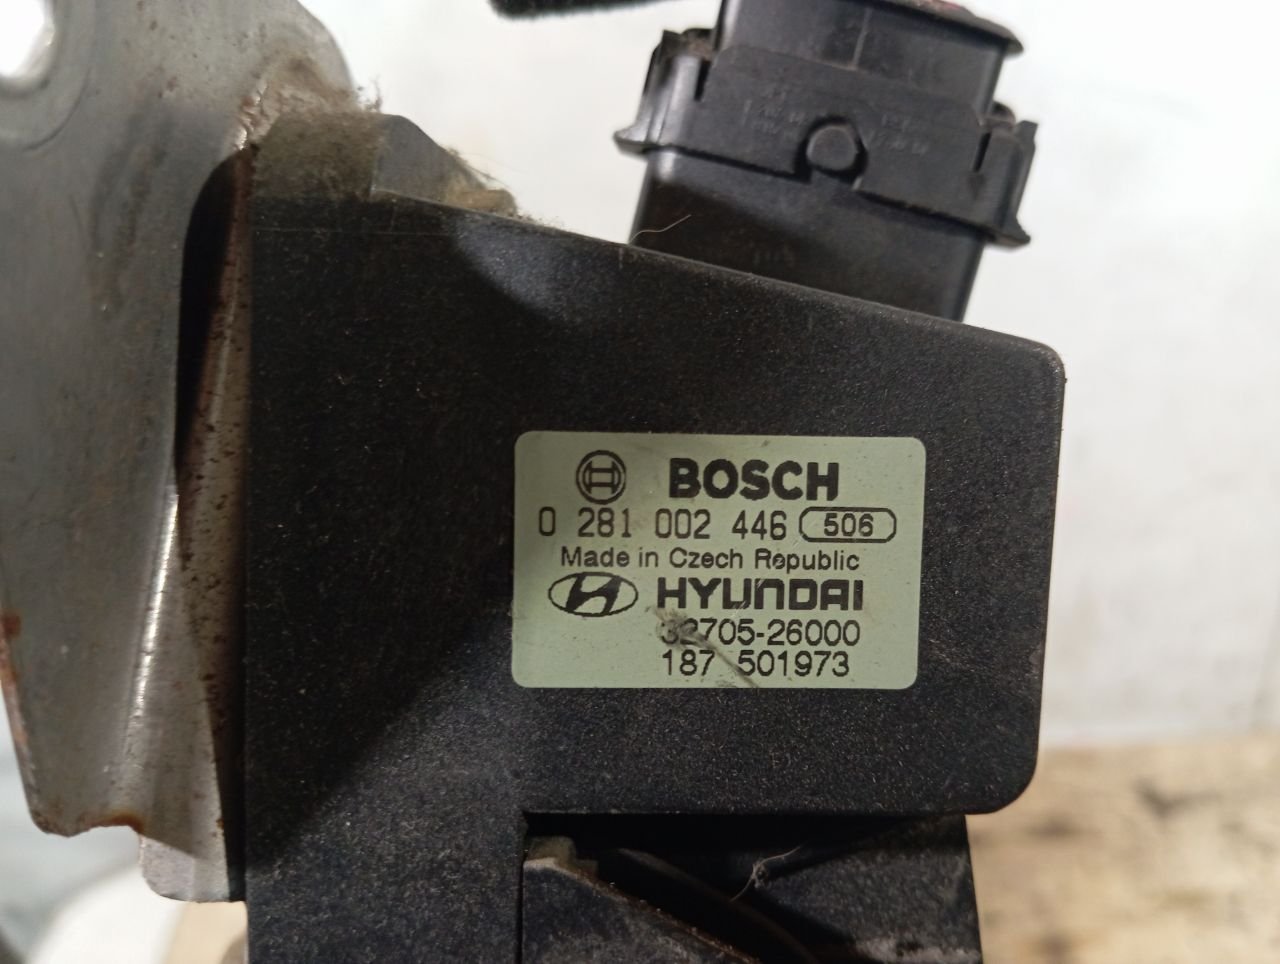 BOSCH
0 281 002 446 506
Made in Czech Republic
HYUNDAI
32705-26000
187 501973